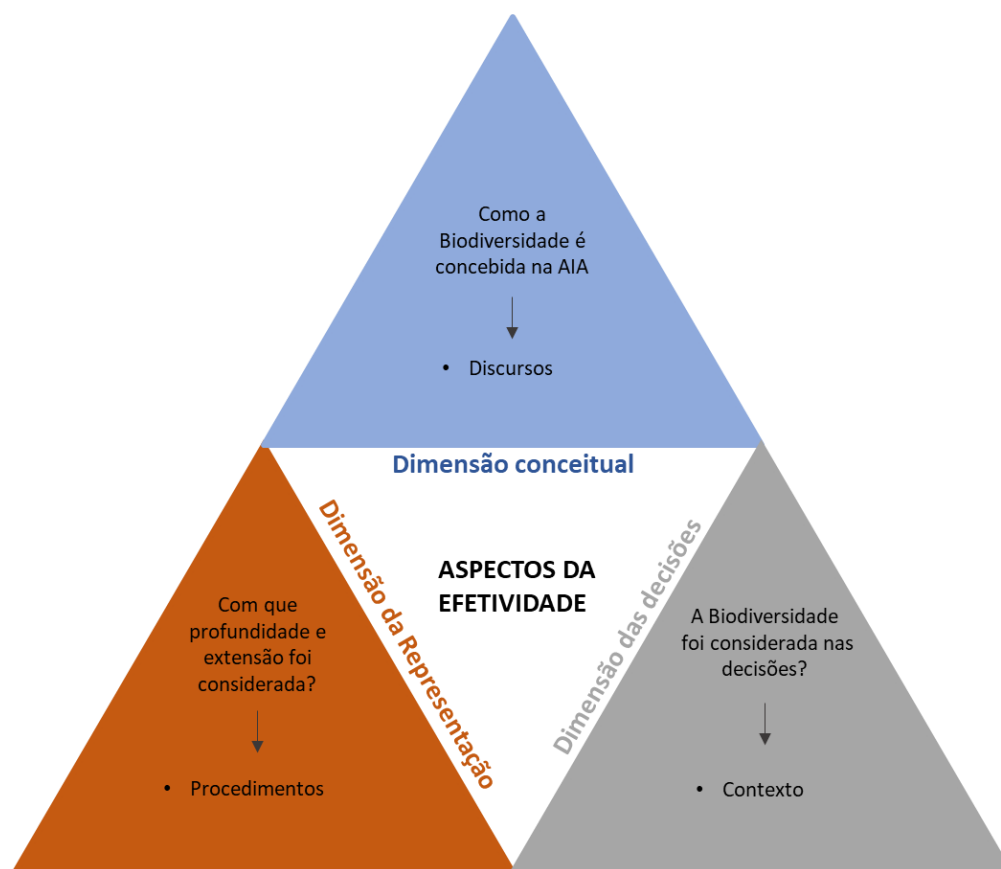 Como a
Biodiversidade é
concebida na AIA
• Discursos
Dimensão conceitual
Dimensão da Representação
ASPECTOS DA
EFETIVIDADE
Dimensão das decisões
Com que
profundidade e
extensão foi
considerada?
• Procedimentos
A Biodiversidade
foi considerada nas
decisões?
• Contexto